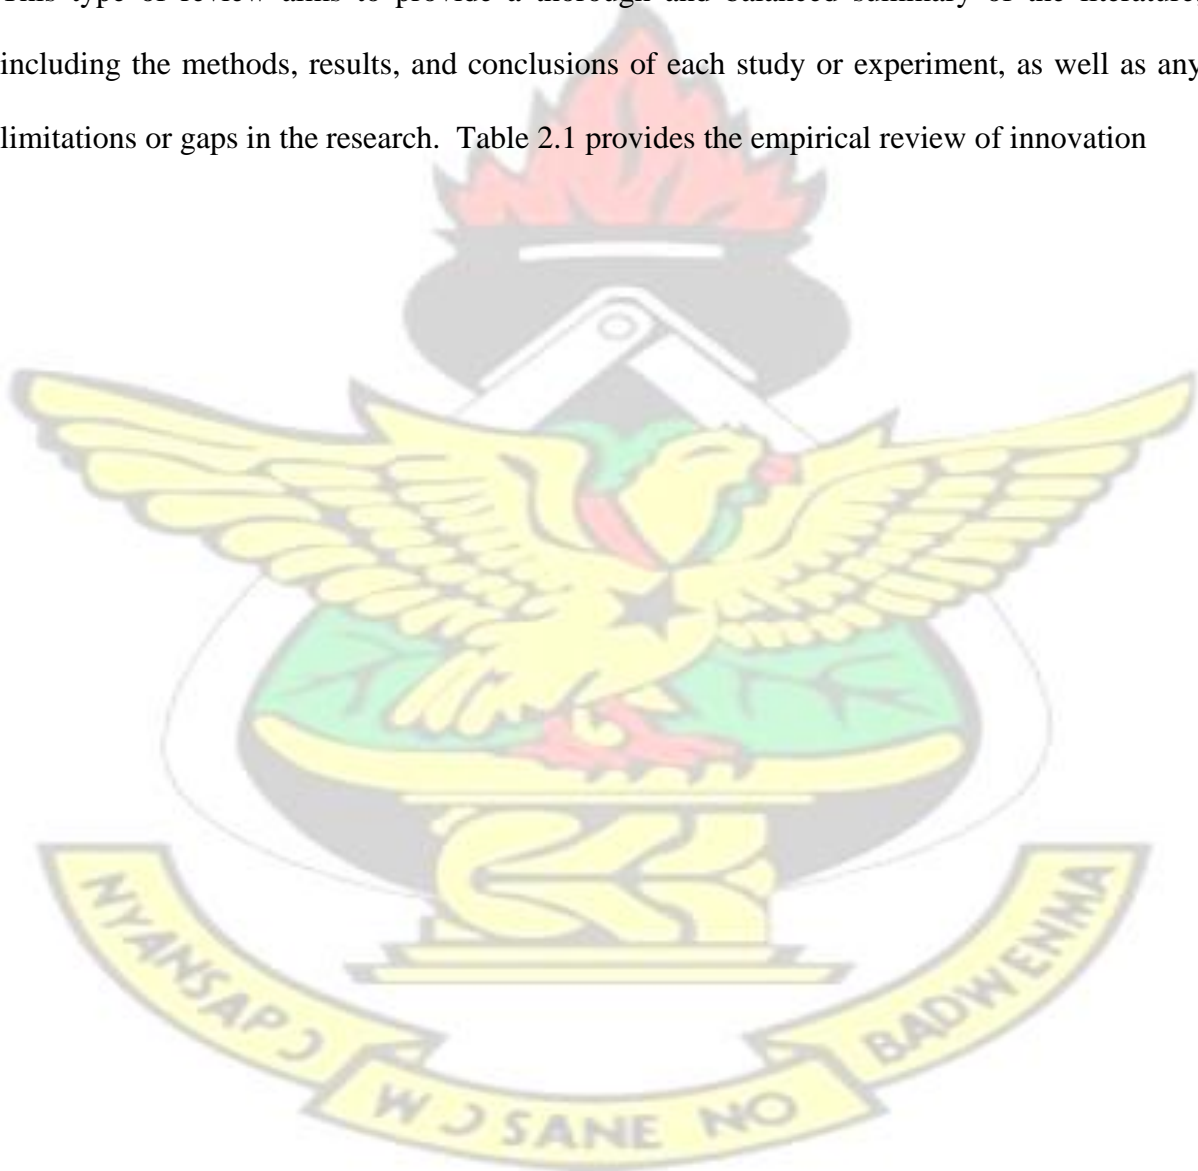 This type of review aims to provide a thorough and balanced summary of the literature,
including the methods, results, and conclusions of each study or experiment, as well as any
limitations or gaps in the research. Table 2.1 provides the empirical review of innovation
NYANSAPƆ
WƆSANE NO
BADWENMA